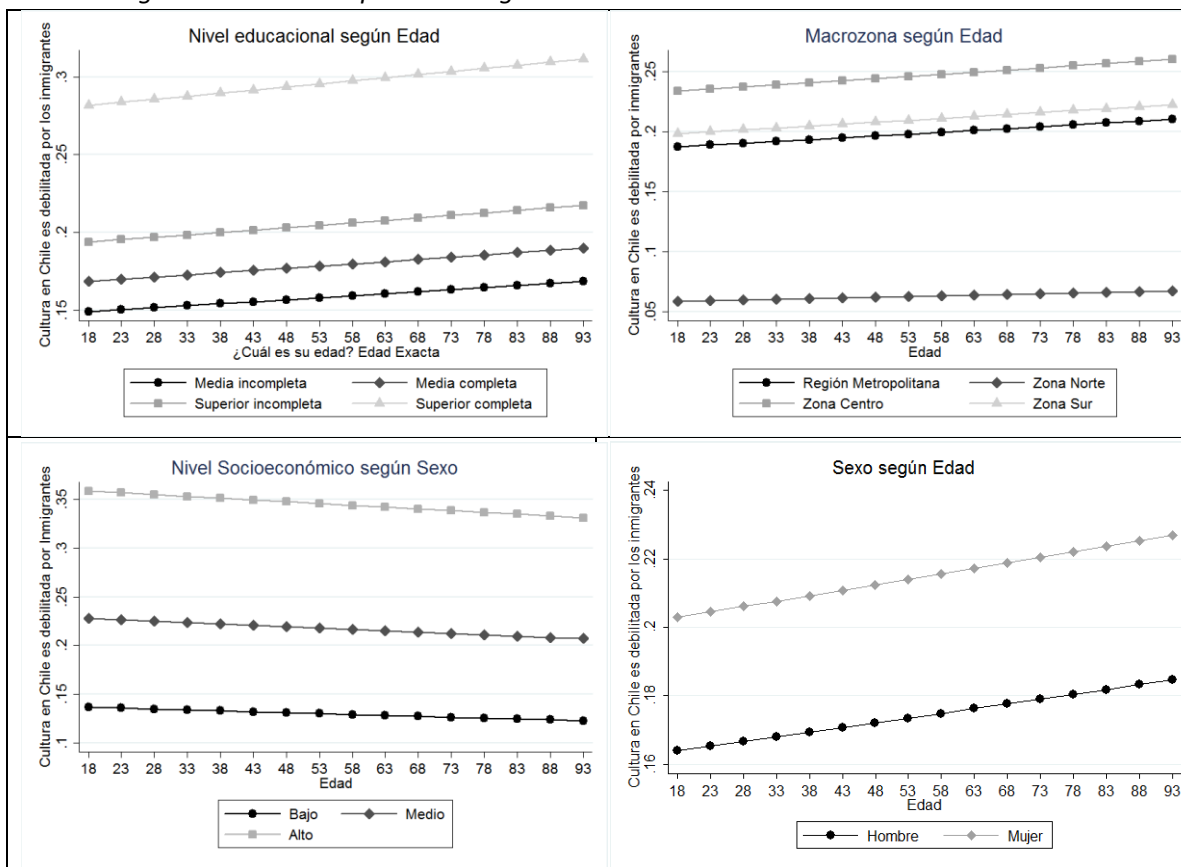 Nivel educacional según Edad
Cultura en Chile es debilitada por los inmigrantes
.3
.25
.2
.15
18 23 28 33 38 43 48 53 58 63 68 73 78 83 88 93
¿Cuál es su edad? Edad Exacta
Media incompleta Media completa
Superior incompleta Superior completa
Macrozona según Edad
Cultura en Chile es debilitada por inmigrantes
.25
.2
.15
.1
.05
18 23 28 33 38 43 48 53 58 63 68 73 78 83 88 93
Edad
Región Metropolitana Zona Norte
Zona Centro Zona Sur
Nivel Socioeconómico según Sexo
Cultura en Chile es debilitada por Inmigrantes
.35
.3
.25
.2
.15
.1
18 23 28 33 38 43 48 53 58 63 68 73 78 83 88 93
Edad
Bajo Medio
Alto
Sexo según Edad
Cultura en Chile es debilitada por los inmigrantes
.24
.22
.2
.18
.16
18 23 28 33 38 43 48 53 58 63 68 73 78 83 88 93
Edad
Hombre Mujer